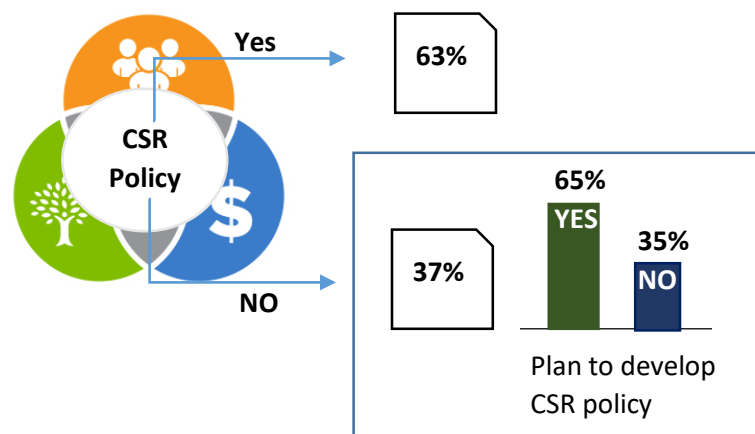 Yes
63%
CSR
Policy
$
NO
37%
65%
YES
35%
NO
Plan to develop
CSR policy